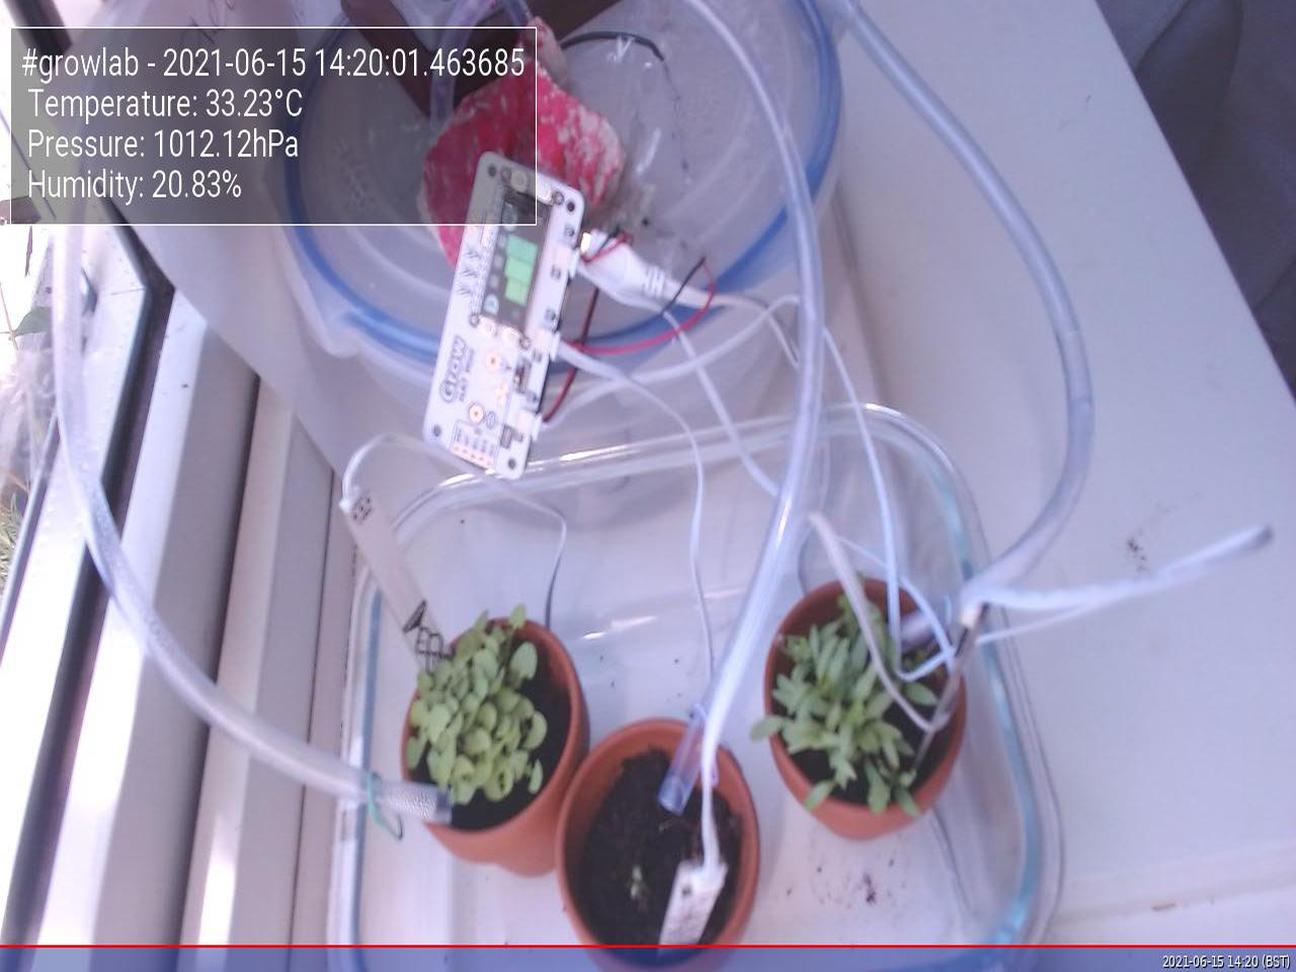 #growlab - 2021-06-15 14:20:01.463685
Temperature: 33.23°C
Pressure: 1012.12hPa
Humidity: 20.83%
Grow
2021-06-15 14:20 (BST)